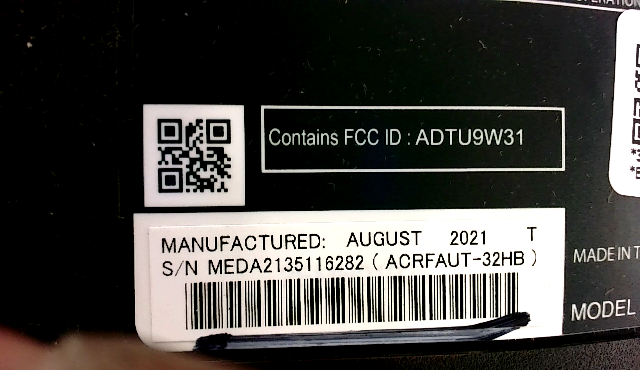 Contains FCC ID : ADTU9W31
MANUFACTURED: AUGUST 2021 T
S/N MEDA2135116282 ( ACRFAUT-32HB )
MADE IN T
MODEL